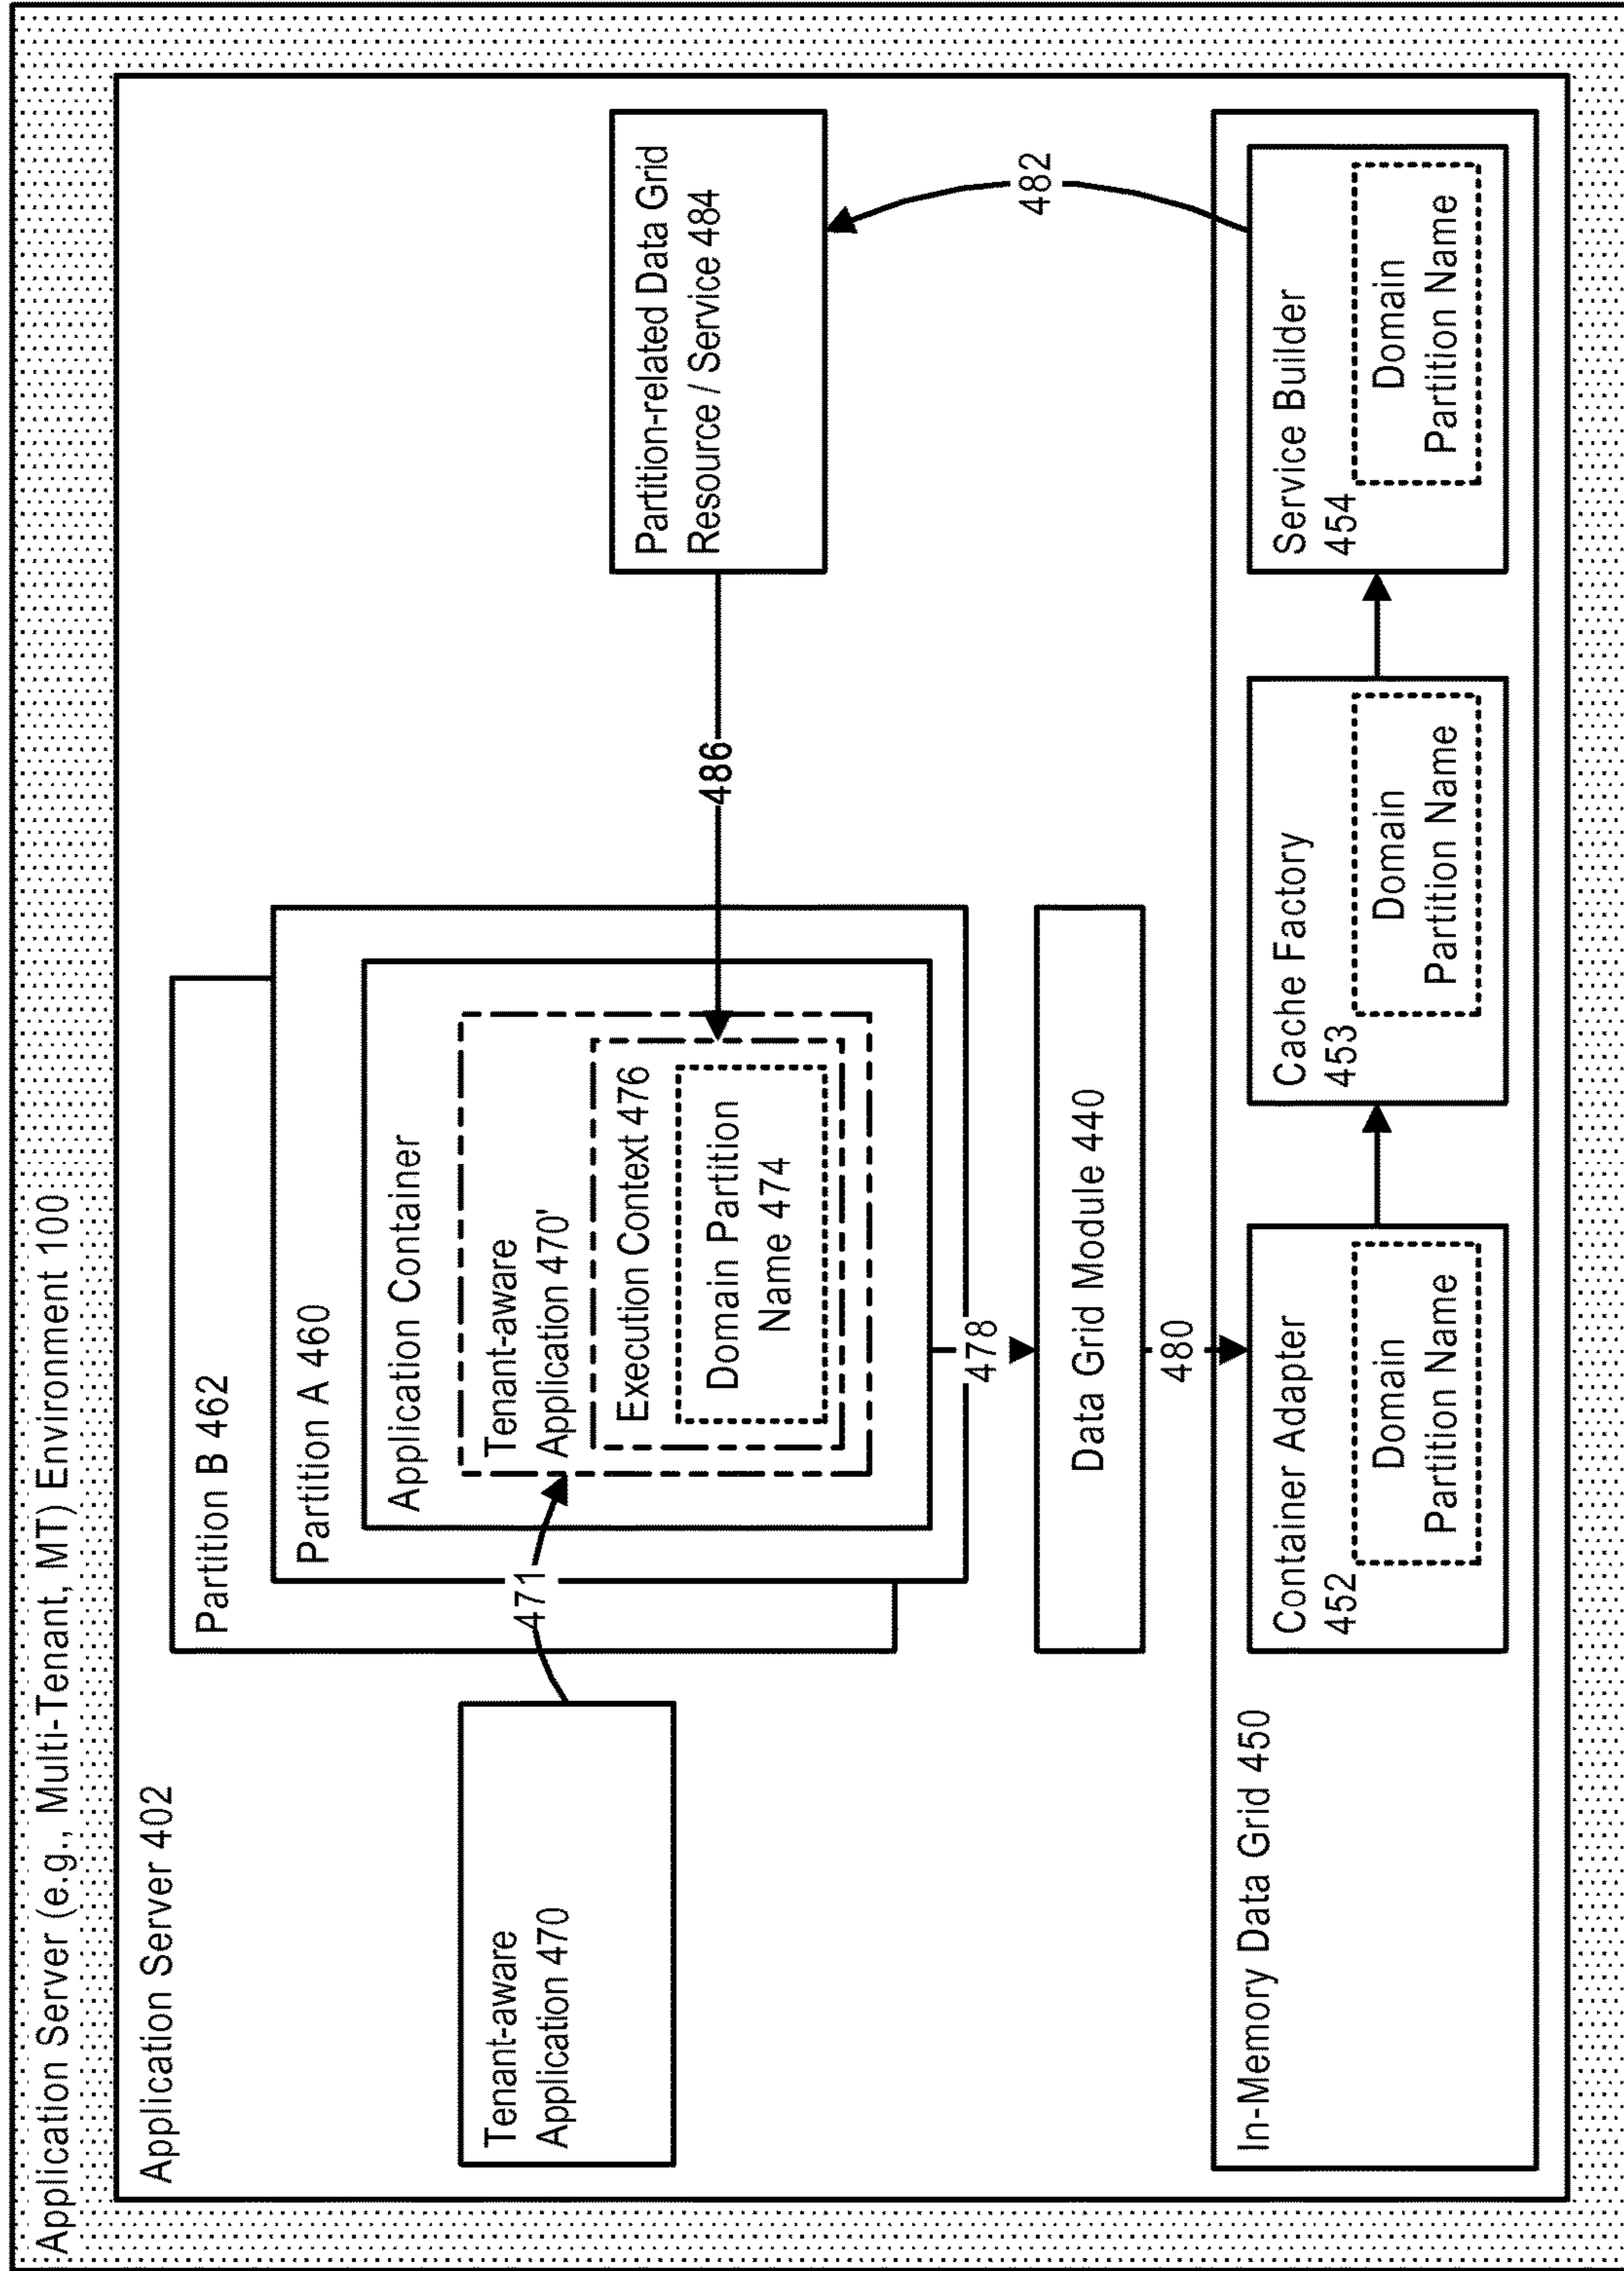 Application Server (e.g., Multi-Tenant, MT) Environment 100
Application Server 402
Partition B 462
Partition A 460
Application Container
Tenant-aware
Application 470
471
Tenant-aware
Application 470'
Execution Context 476
Domain Partition
Name 474
486
Partition-related Data Grid
Resource / Service 484
478
Data Grid Module 440
480
482
In-Memory Data Grid 450
Container Adapter
452
Domain
Partition Name
Cache Factory
453
Domain
Partition Name
Service Builder
454
Domain
Partition Name